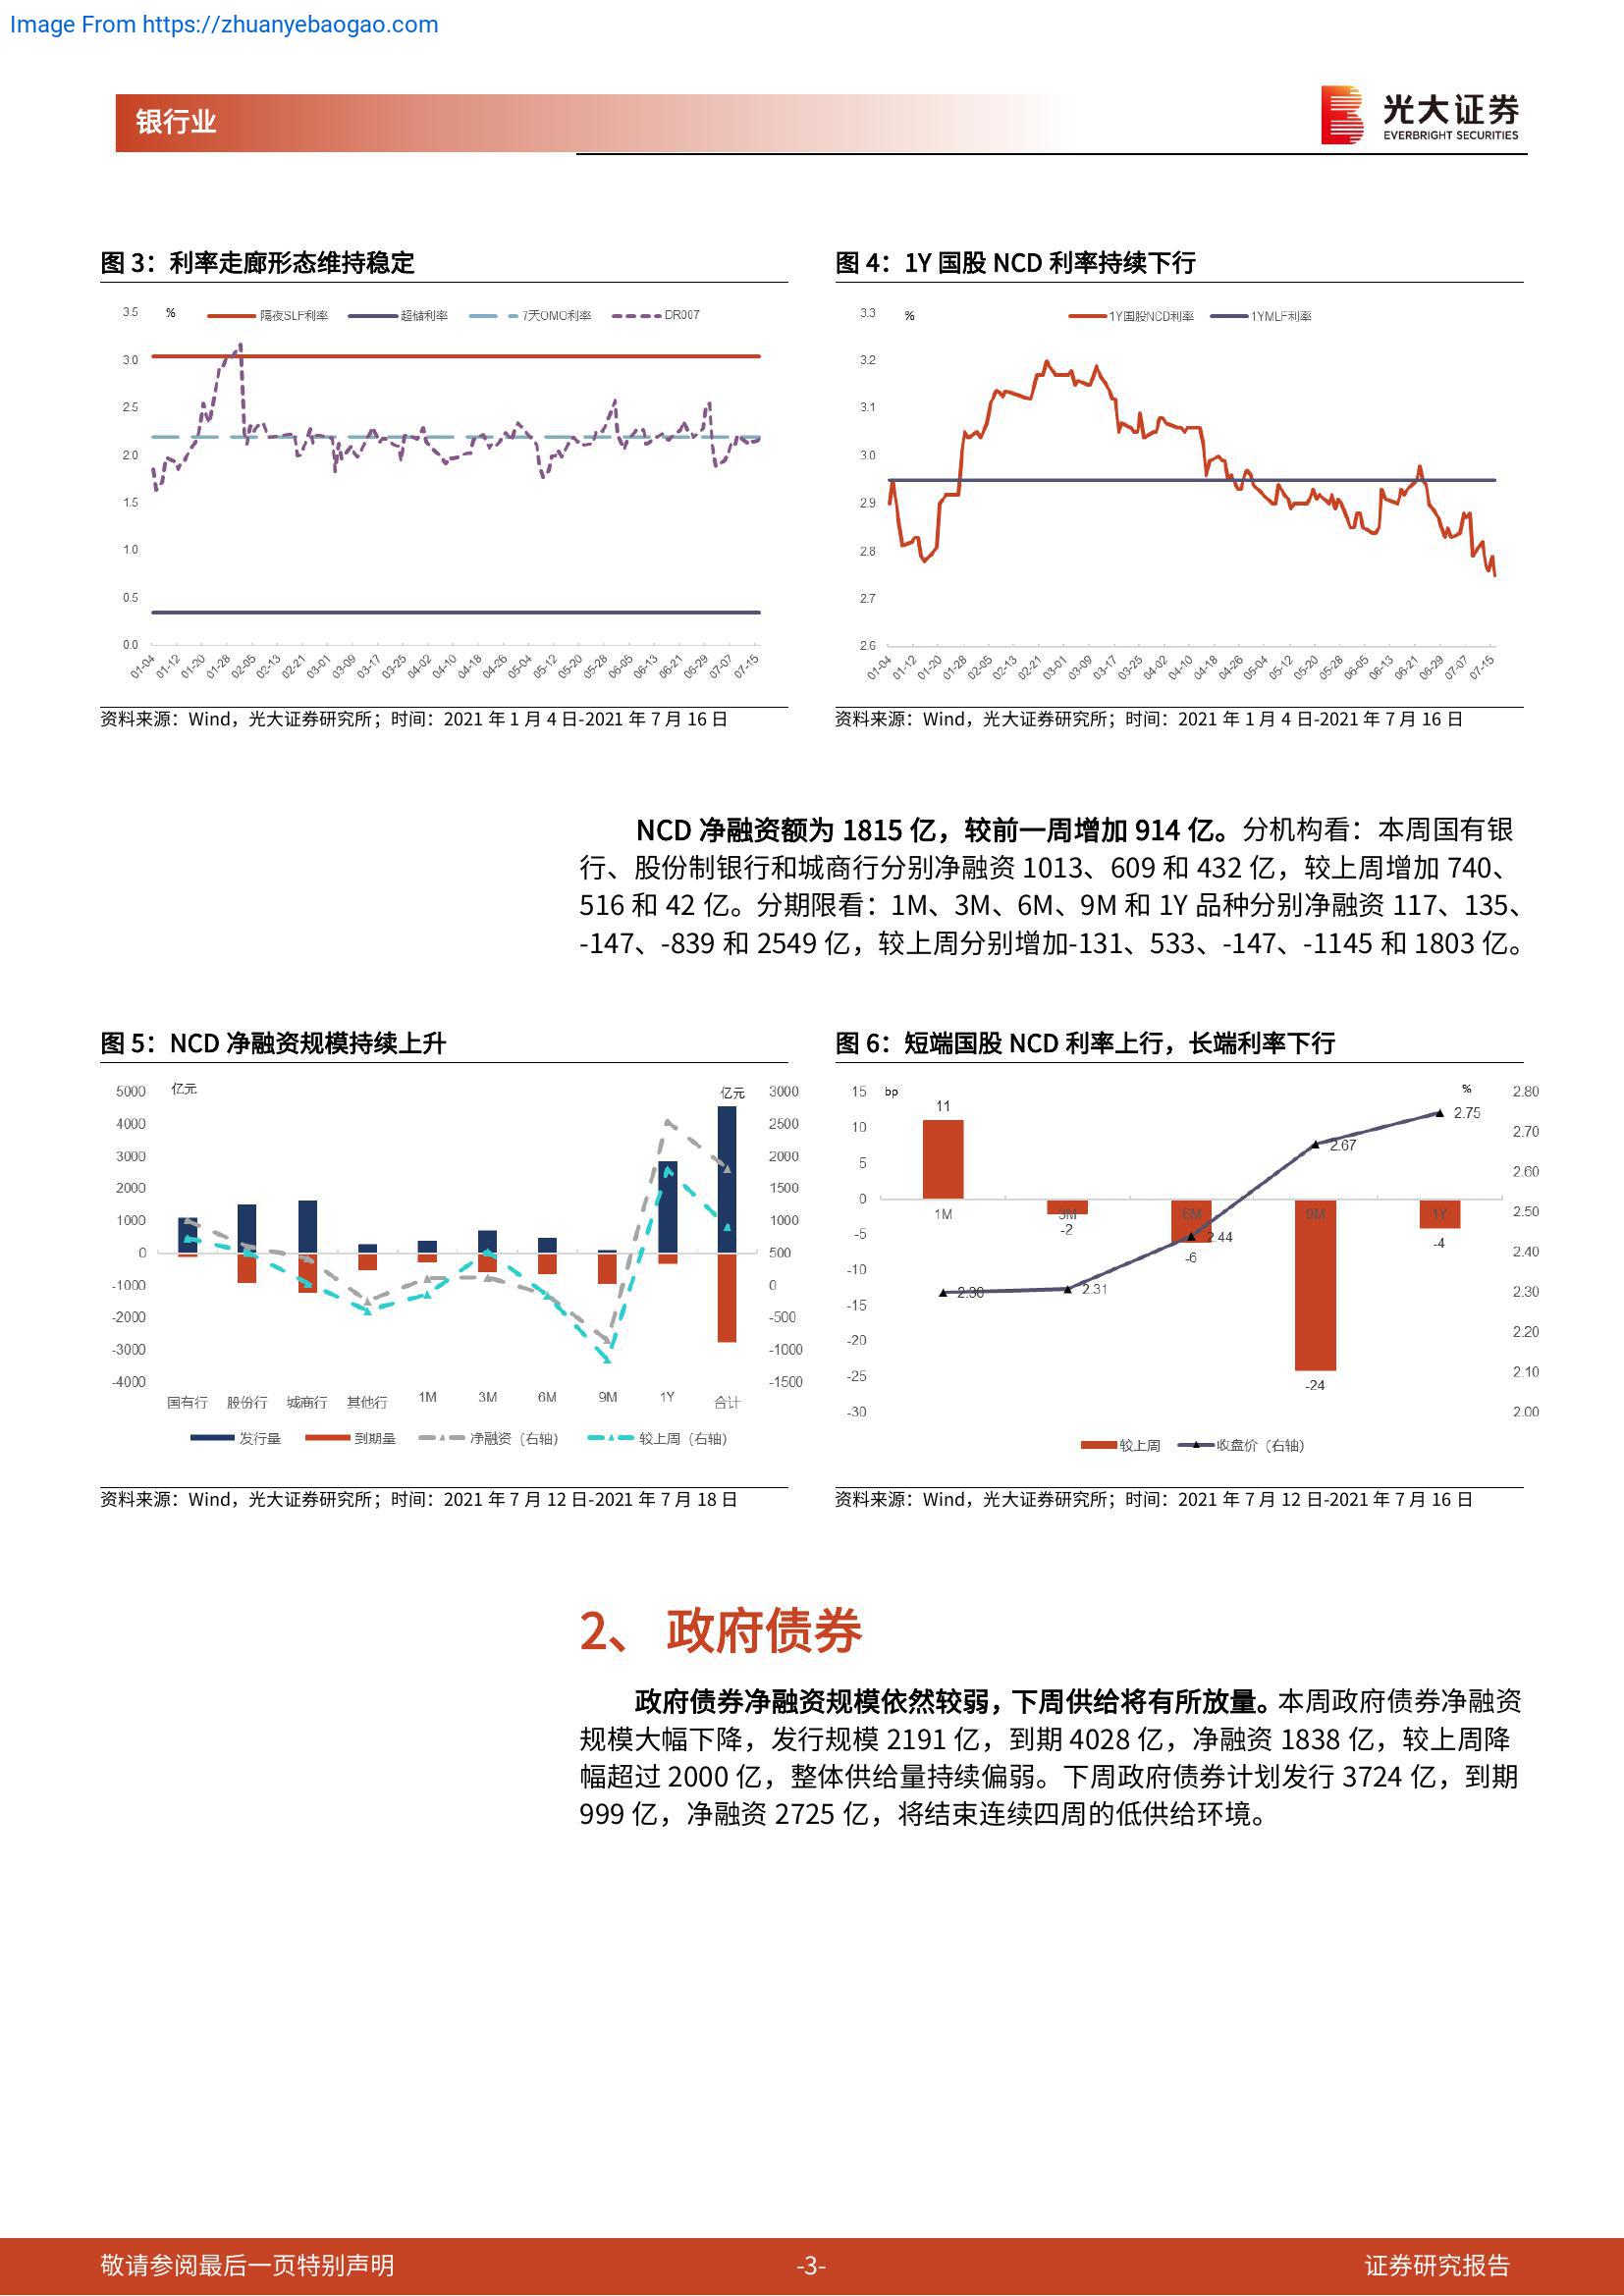 Image From https://zhuanyebaogao.com
银行业
光大证券
EVERBRIGHT SECURITIES
图 3：利率走廊形态维持稳定
3.5 % 隔夜SLF利率 超储利率 7天OMO利率 DR007
3.0
2.5
2.0
1.5
1.0
0.5
0.0
01-04 01-12 01-20 01-28 02-05 02-13 02-21 03-01 03-09 03-17 03-25 04-02 04-10 04-18 04-26 05-04 05-12 05-20 05-28 06-05 06-13 06-21 06-29 07-07 07-15
资料来源：Wind，光大证券研究所；时间：2021 年 1 月 4 日-2021 年 7 月 16 日
图 4：1Y 国股 NCD 利率持续下行
3.3 % 1Y国股NCD利率 1YMLF利率
3.2
3.1
3.0
2.9
2.8
2.7
2.6
01-04 01-12 01-20 01-28 02-05 02-13 02-21 03-01 03-09 03-17 03-25 04-02 04-10 04-18 04-26 05-04 05-12 05-20 05-28 06-05 06-13 06-21 06-29 07-07 07-15
资料来源：Wind，光大证券研究所；时间：2021 年 1 月 4 日-2021 年 7 月 16 日
NCD 净融资额为 1815 亿，较前一周增加 914 亿。分机构看：本周国有银
行、股份制银行和城商行分别净融资 1013、609 和 432 亿，较上周增加 740、
516 和 42 亿。分期限看：1M、3M、6M、9M 和 1Y 品种分别净融资 117、135、
-147、-839 和 2549 亿，较上周分别增加-131、533、-147、-1145 和 1803 亿。
图 5：NCD 净融资规模持续上升
5000 亿元 亿元 3000
4000 2500
3000 2000
2000 1500
1000 1000
0 500
-1000 0
-2000 -500
-3000 -1000
-4000 -1500
国有行 股份行 城商行 其他行 1M 3M 6M 9M 1Y 合计
发行量 到期量 净融资（右轴） 较上周（右轴）
资料来源：Wind，光大证券研究所；时间：2021 年 7 月 12 日-2021 年 7 月 18 日
图 6：短端国股 NCD 利率上行，长端利率下行
15 bp % 2.80
11 2.75
10 2.70
5 2.67 2.60
0
1M 3M 6M 9M 1Y 2.50
-5 -2 -6 2.44 -4 2.40
-10
2.30 2.31 2.30
-15
-20 2.20
-25 -24 2.10
-30 2.00
较上周 收盘价（右轴）
资料来源：Wind，光大证券研究所；时间：2021 年 7 月 12 日-2021 年 7 月 16 日
2、 政府债券
政府债券净融资规模依然较弱，下周供给将有所放量。本周政府债券净融资
规模大幅下降，发行规模 2191 亿，到期 4028 亿，净融资 1838 亿，较上周降
幅超过 2000 亿，整体供给量持续偏弱。下周政府债券计划发行 3724 亿，到期
999 亿，净融资 2725 亿，将结束连续四周的低供给环境。
敬请参阅最后一页特别声明 -3- 证券研究报告